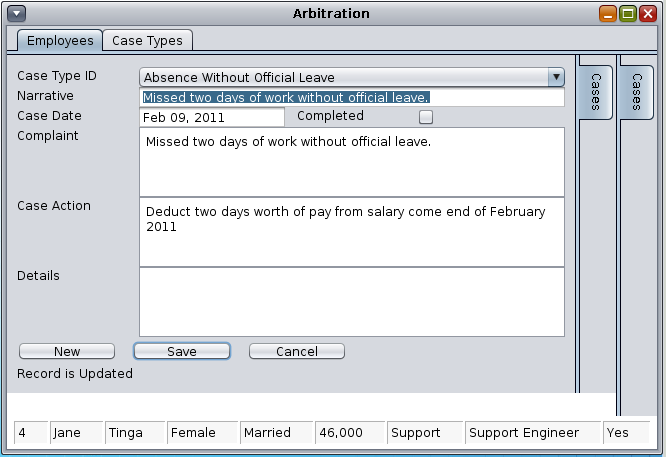 Arbitration
Employees Case Types
Case Type ID Absence Without Official Leave
Narrative Missed two days of work without official leave.
Case Date Feb 09, 2011 Completed
Complaint Missed two days of work without official leave.
Case Action Deduct two days worth of pay from salary come end of February
2011
Details
New Save Cancel
Record is Updated
Cases
Cases
4 Jane Tinga Female Married 46,000 Support Support Engineer Yes